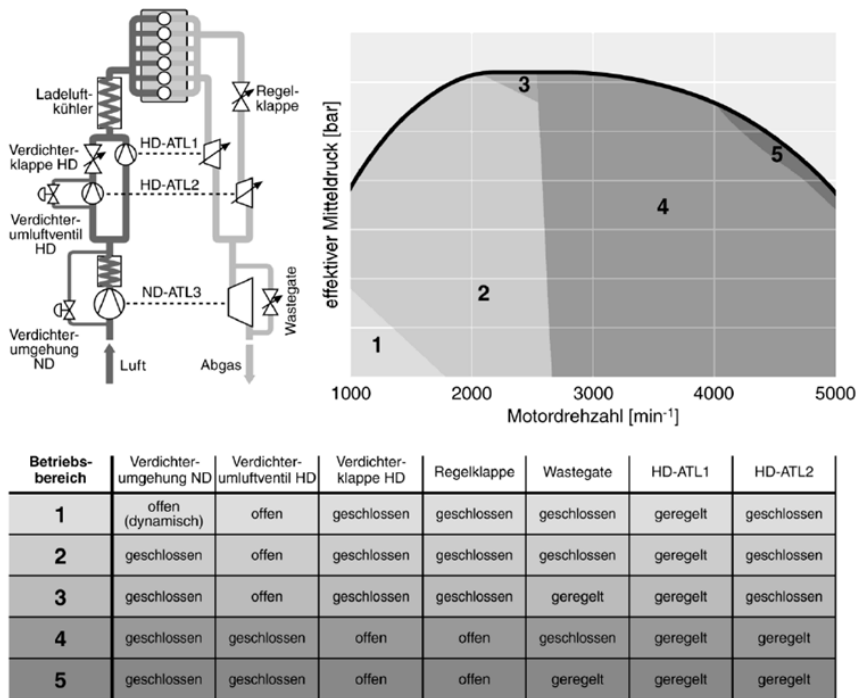 Ladeluft-
kühler
Regel-
klappe
Verdichter-
klappe HD
HD-ATL1
HD-ATL2
Verdichter-
umluftventil
HD
ND-ATL3
Wastegate
Verdichter-
umgehung
ND
Luft
Abgas
effektiver Mitteldruck [bar]
1
2
3
4
5
1000 2000 3000 4000 5000
Motordrehzahl [min⁻¹]
Betriebs-
bereich
Verdichter-
umgehung ND
Verdichter-
umluftventil HD
Verdichter-
klappe HD
Regelklappe
Wastegate
HD-ATL1
HD-ATL2
1 offen (dynamisch) offen geschlossen geschlossen geschlossen geregelt geschlossen
2 geschlossen offen geschlossen geschlossen geschlossen geregelt geschlossen
3 geschlossen offen geschlossen geschlossen geregelt geregelt geschlossen
4 geschlossen geschlossen offen offen geschlossen geregelt geregelt
5 geschlossen geschlossen offen offen geregelt geregelt geregelt